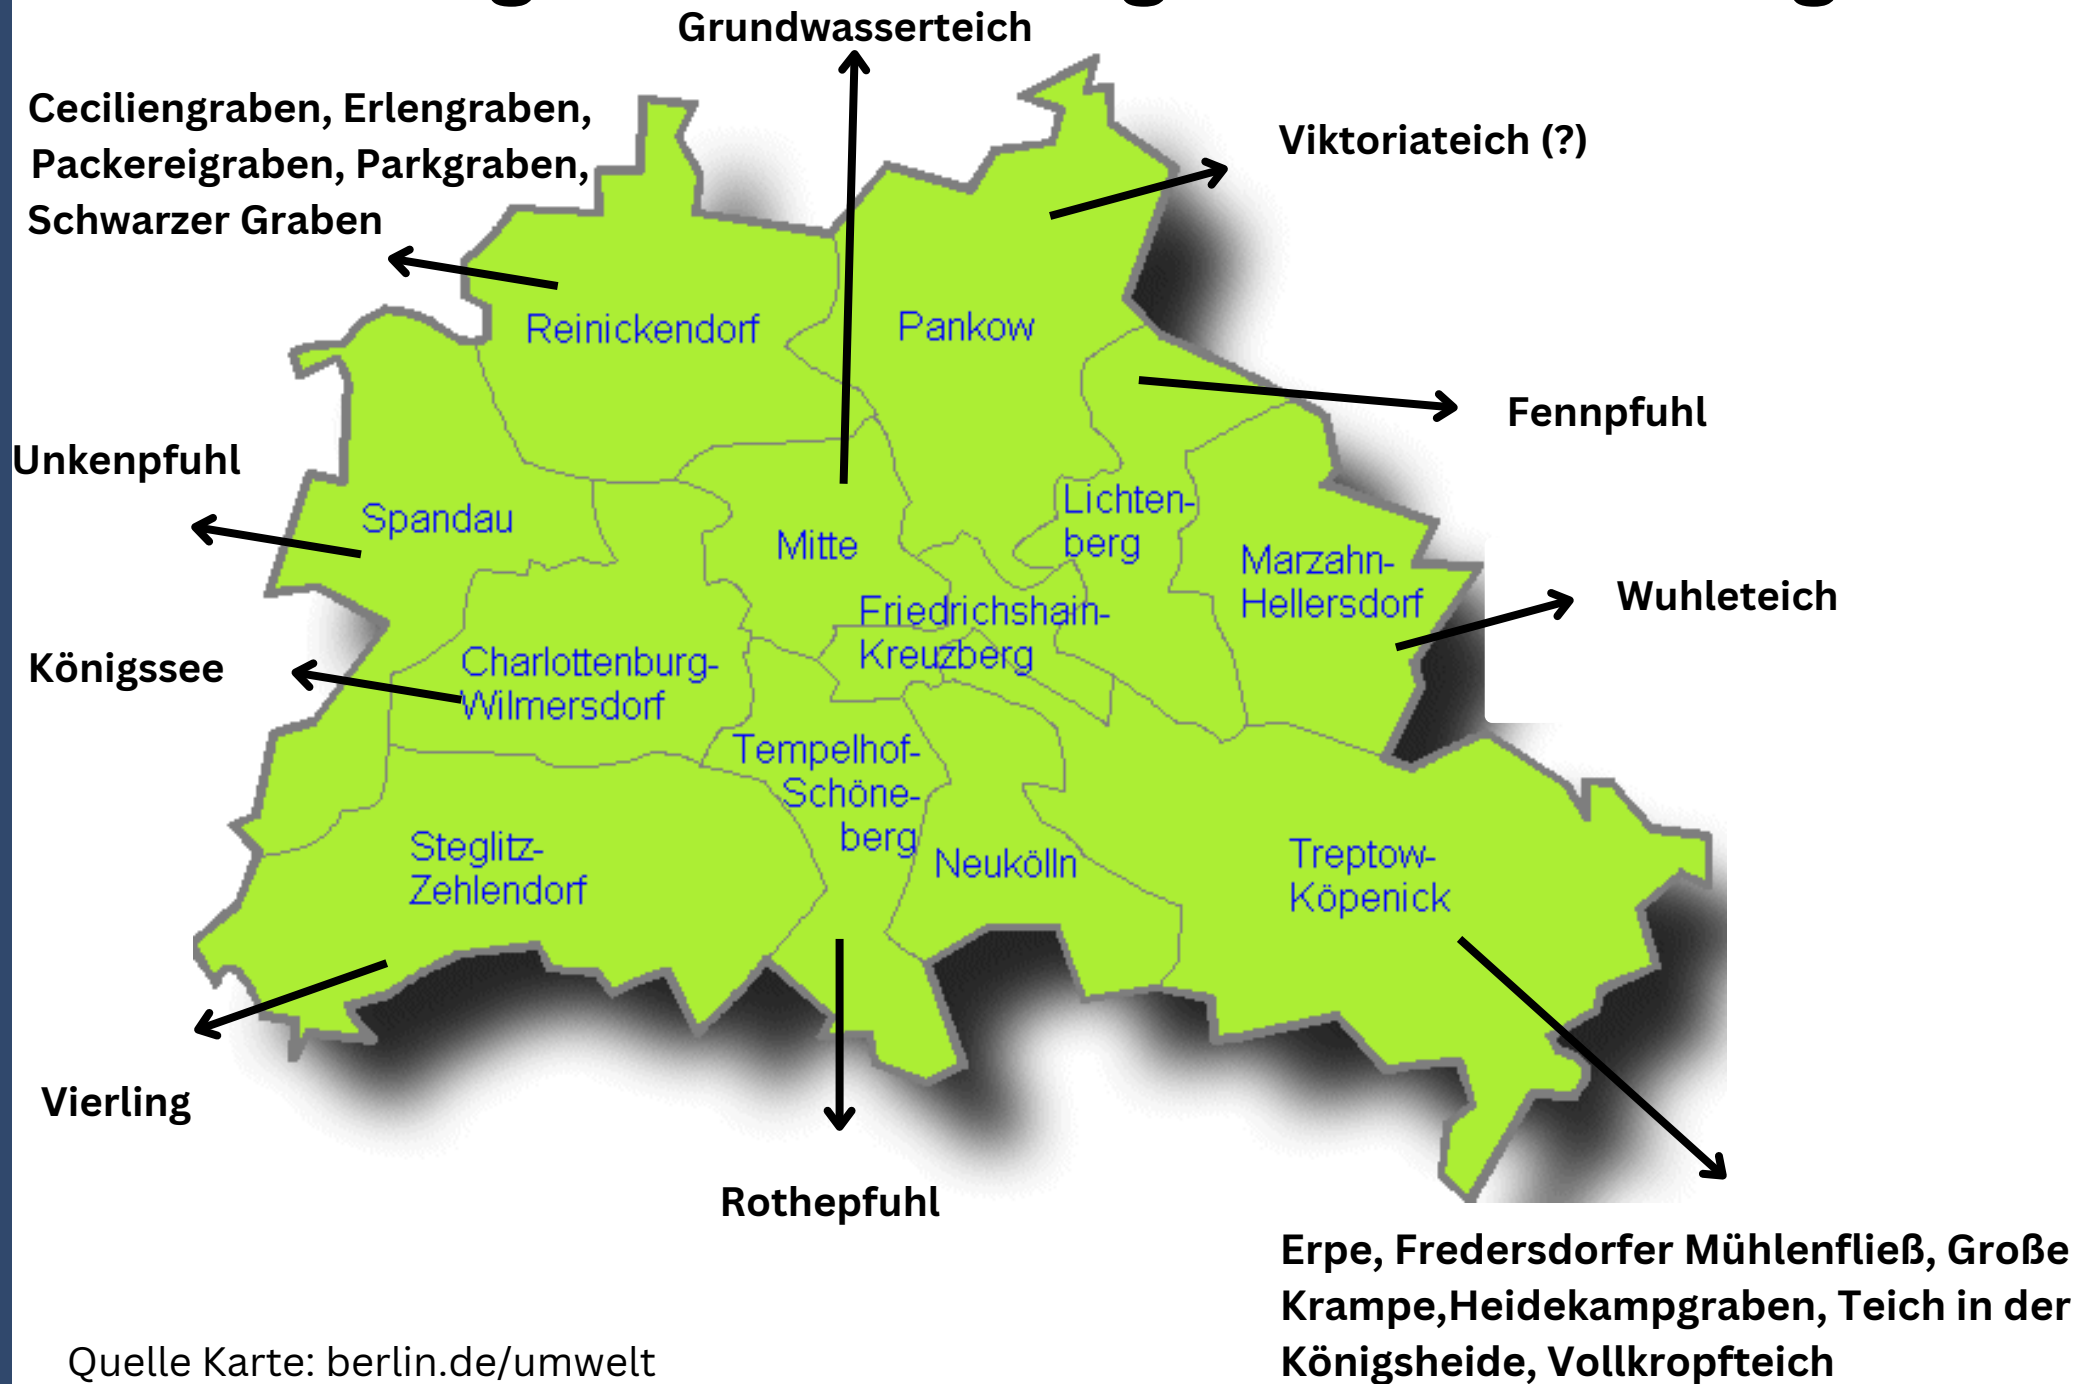 Grundwasserteich
Ceciliengraben, Erlengraben,
Packereigraben, Parkgraben,
Schwarzer Graben
Viktoriateich (?)
Reinickendorf
Pankow
Fennpfuhl
Unkenpfuhl
Spandau
Mitte
Lichten-
berg
Marzahn-
Hellersdorf
Wuhleteich
Friedrichshain-
Kreuzberg
Königssee
Charlottenburg-
Wilmersdorf
Tempelhof-
Schöne-
berg
Steglitz-
Zehlendorf
Neukölln
Treptow-
Köpenick
Vierling
Rothepfuhl
Erpe, Fredersdorfer Mühlenfließ, Große
Krampe,Heidekampgraben, Teich in der
Königsheide, Vollkropfteich
Quelle Karte: berlin.de/umwelt